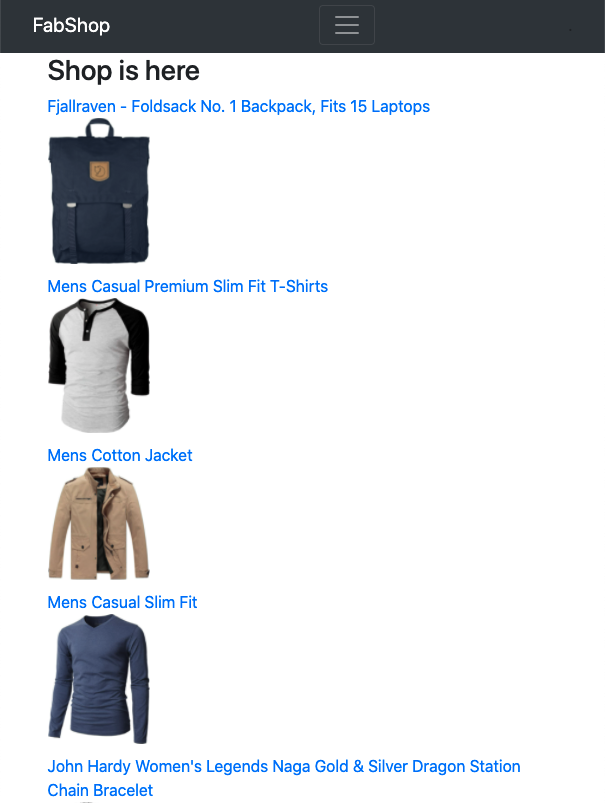 FabShop
Shop is here
Fjallraven - Foldsack No. 1 Backpack, Fits 15 Laptops
Mens Casual Premium Slim Fit T-Shirts
Mens Cotton Jacket
Mens Casual Slim Fit
John Hardy Women's Legends Naga Gold & Silver Dragon Station
Chain Bracelet